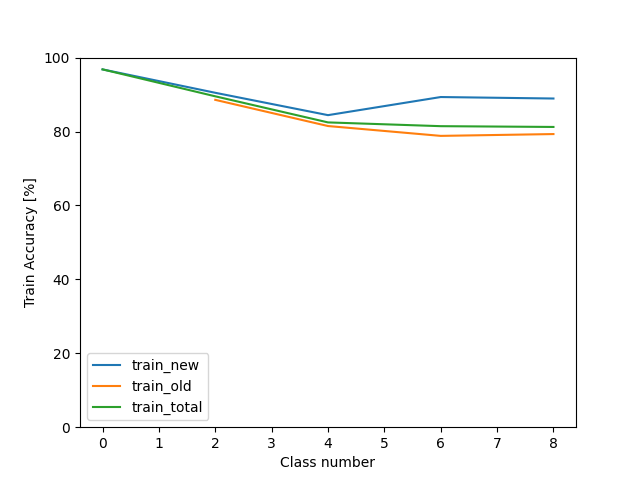 100
80
60
40
20
0
Train Accuracy [%]
train_new
train_old
train_total
0 1 2 3 4 5 6 7 8
Class number